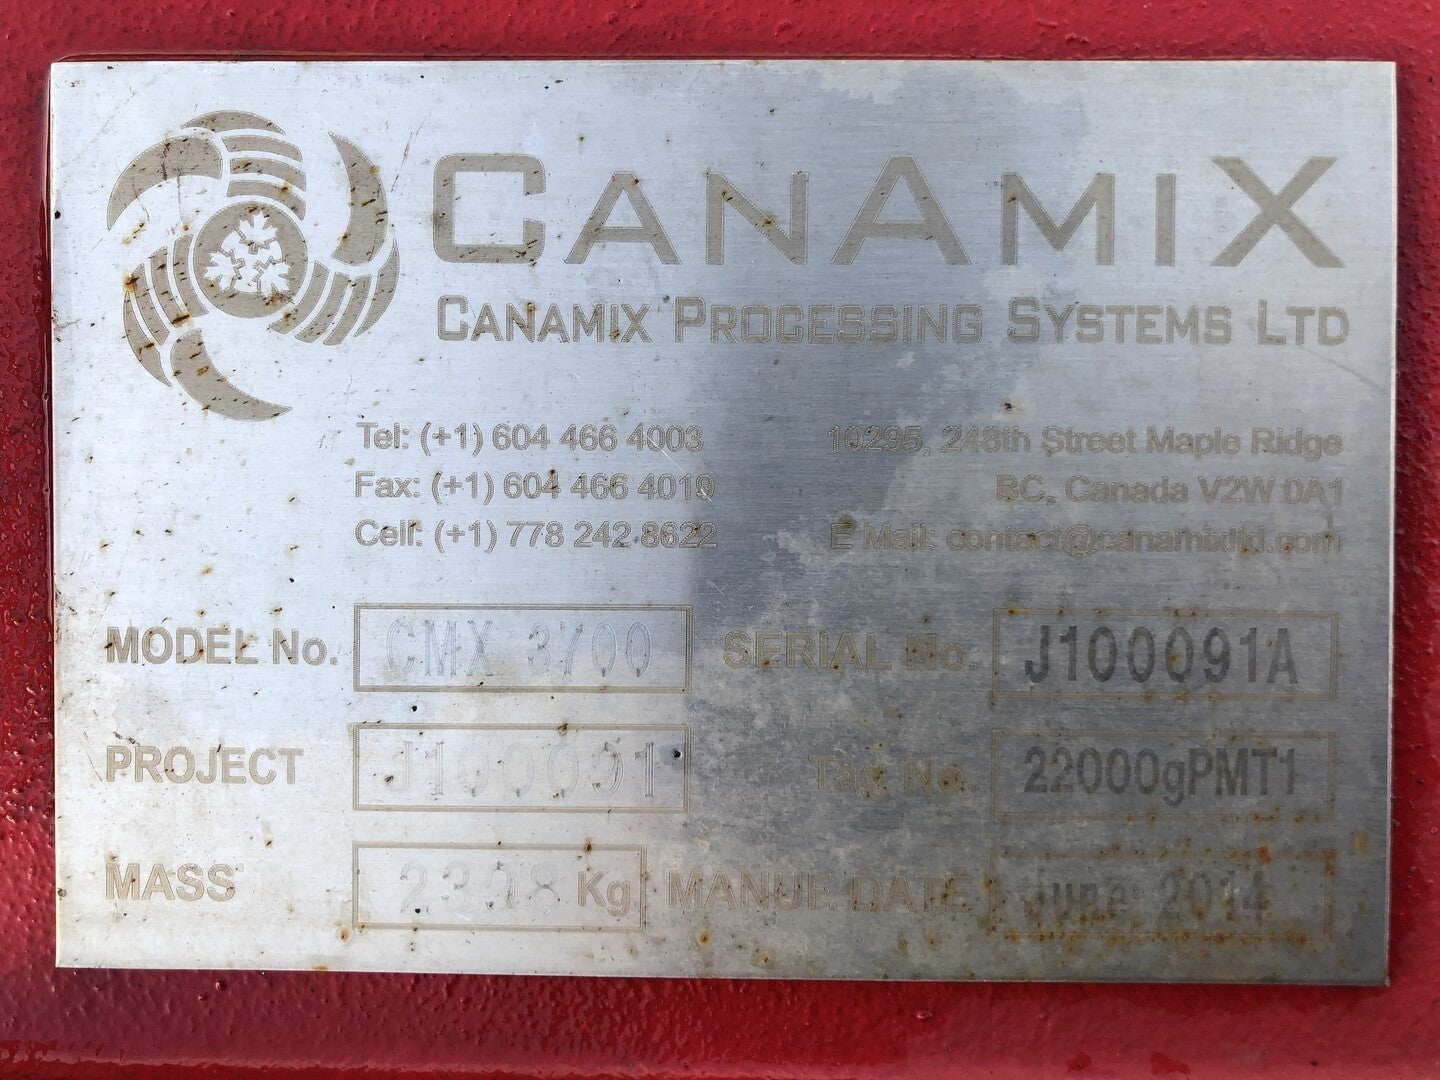 CANAMIX
CANAMIX PROCESSING SYSTEMS LTD
Tel: (+1) 604 466 4003
Fax: (+1) 604 466 4019
Cell: (+1) 778 242 8622
10295, 248th Street Maple Ridge
BC, Canada V2W 0A1
E Mail: contact@canamixltd.com
MODEL No. CMX 3700 SERIAL No. J100091A
PROJECT J100091 Tag No. 22000gPMT1
MASS Kg MANUF. DATE June 2014